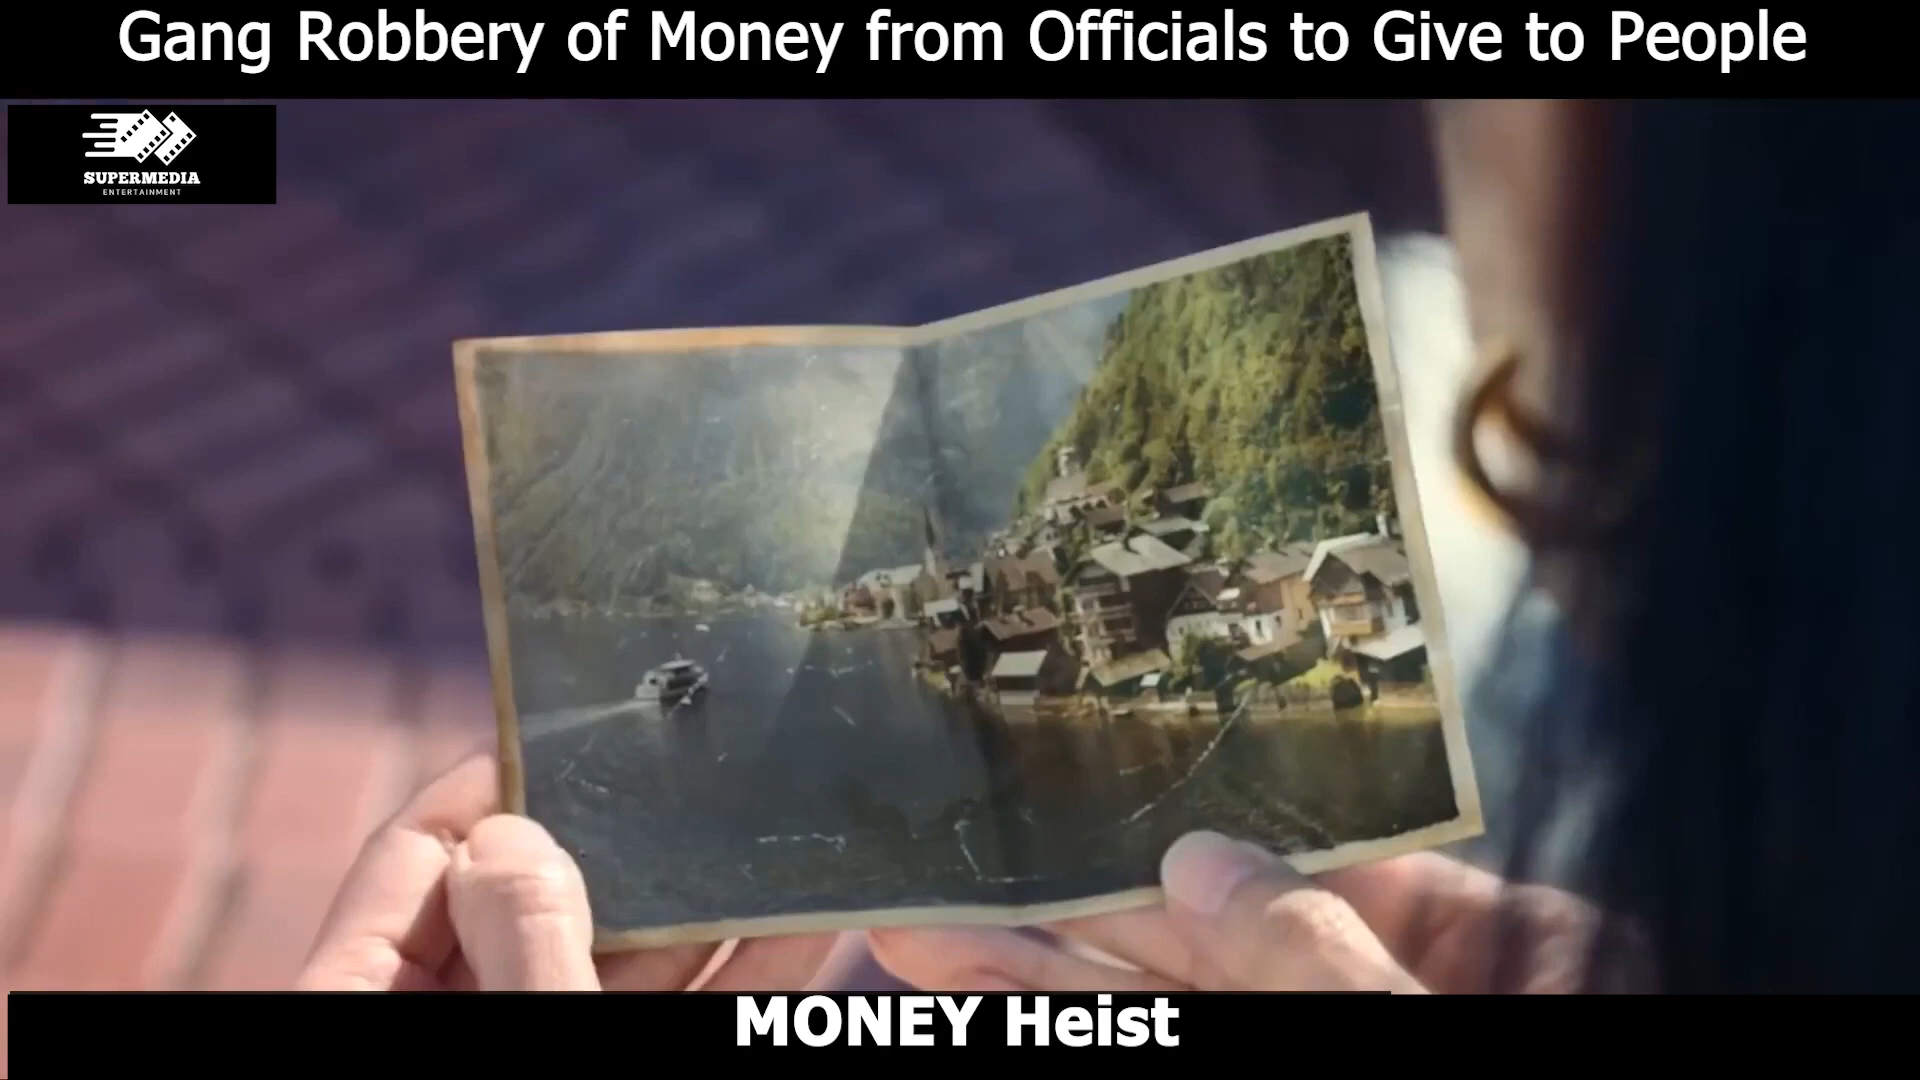 Gang Robbery of Money from Officials to Give to People
SUPERMEDIA
ENTERTAINMENT
MONEY Heist